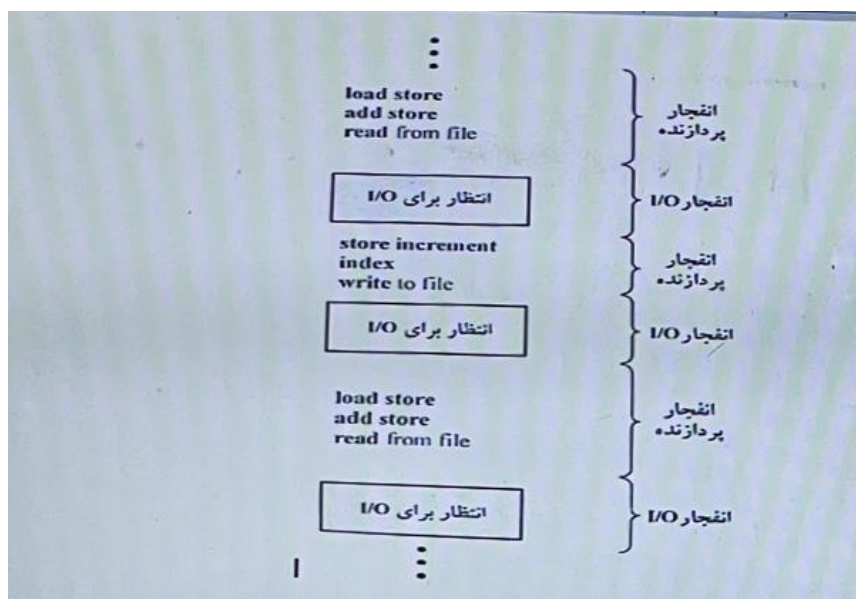 load store
add store
read from file
انفجار
پردازنده
انتظار برای I/O
انفجار I/O
store increment
index
write to file
انفجار
پردازنده
انتظار برای I/O
انفجار I/O
load store
add store
read from file
انفجار
پردازنده
انتظار برای I/O
انفجار I/O